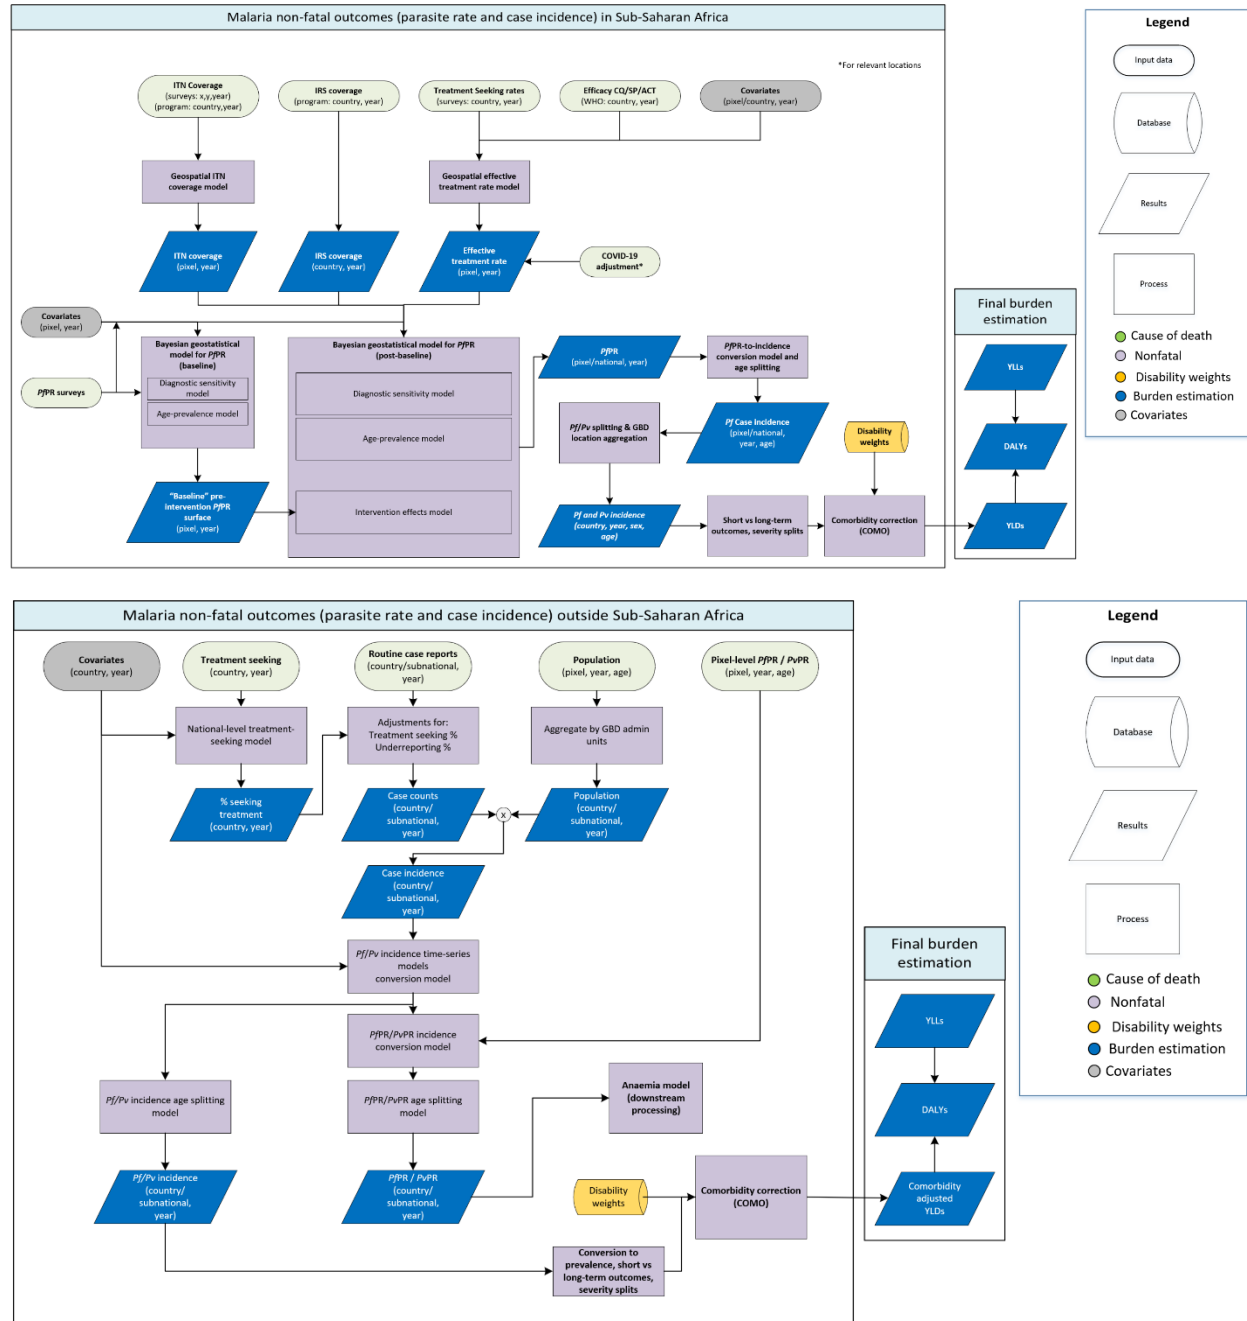 Malaria non-fatal outcomes (parasite rate and case incidence) in Sub-Saharan Africa
*For relevant locations
ITN Coverage
(surveys: x,y,year)
(program: country,year)
IRS coverage
(program: country, year)
Treatment Seeking rates
(surveys: country, year)
Efficacy CQ/SP/ACT
(WHO: country, year)
Covariates
(pixel/country, year)
Geospatial ITN
coverage model
Geospatial effective
treatment rate model
ITN coverage
(pixel, year)
IRS coverage
(country, year)
Effective
treatment rate
(pixel, year)
COVID-19
adjustment*
Covariates
(pixel, year)
PfPR surveys
Bayesian geostatistical
model for PfPR
(baseline)
Diagnostic sensitivity
model
Age-prevalence model
Bayesian geostatistical model for PfPR
(post-baseline)
Diagnostic sensitivity model
Age-prevalence model
Intervention effects model
"Baseline" pre-
intervention PfPR
surface
(pixel, year)
PfPR
(pixel/national, year)
PfPR-to-incidence
conversion model and
age splitting
Pf/Pv splitting & GBD
location aggregation
Pf Case incidence
(pixel/national,
year, age)
Disability
weights
Pf and Pv incidence
(country, year, sex,
age)
Short vs long-term
outcomes, severity splits
Comorbidity correction
(COMO)
Final burden
estimation
YLLs
DALYs
YLDs
Legend
Input data
Database
Results
Process
Cause of death
Nonfatal
Disability weights
Burden estimation
Covariates
Malaria non-fatal outcomes (parasite rate and case incidence) outside Sub-Saharan Africa
Covariates
(country, year)
Treatment seeking
(country, year)
Routine case reports
(country/subnational,
year)
Population
(pixel, year, age)
Pixel-level PfPR / PvPR
(pixel, year, age)
National-level treatment-
seeking model
Adjustments for:
Treatment seeking %
Underreporting %
Aggregate by GBD admin
units
% seeking
treatment
(country, year)
Case counts
(country/
subnational,
year)
x
Population
(country/
subnational,
year)
Case incidence
(country/
subnational,
year)
Pf/Pv incidence time-series
models
conversion model
PfPR/PvPR incidence
conversion model
Pf/Pv incidence age splitting
model
PfPR/PvPR age splitting
model
Anaemia model
(downstream
processing)
Pf/Pv incidence
(country/
subnational,
year)
PfPR / PvPR
(country/
subnational,
year)
Disability
weights
Comorbidity correction
(COMO)
Conversion to
prevalence, short vs
long-term outcomes,
severity splits
Final burden
estimation
YLLs
DALYs
Comorbidity
adjusted
YLDs
Legend
Input data
Database
Results
Process
Cause of death
Nonfatal
Disability weights
Burden estimation
Covariates